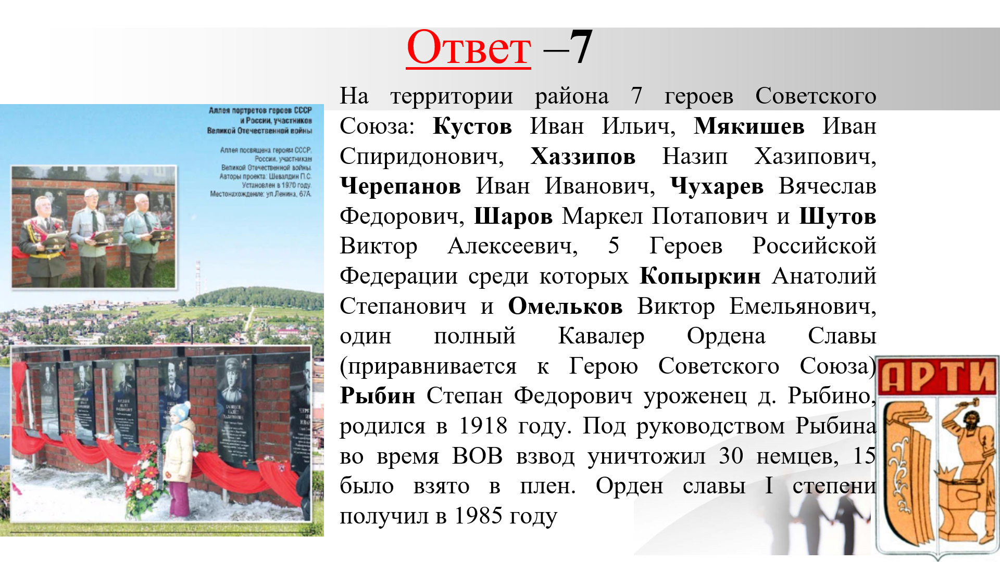 Ответ –7
Аллея портретов героев СССР
и России, участников
Великой Отечественной войны
Аллея посвящена героям СССР,
России, участникам
Великой Отечественной войны.
Авторы проекта: Шевалдин П.С.
Установлен в 1970 году.
Местонахождение: ул.Ленина, 67А.
На территории района 7 героев Советского
Союза: Кустов Иван Ильич, Мякишев Иван
Спиридонович, Хаззипов Назип Хазипович,
Черепанов Иван Иванович, Чухарев Вячеслав
Федорович, Шаров Маркел Потапович и Шутов
Виктор Алексеевич, 5 Героев Российской
Федерации среди которых Копыркин Анатолий
Степанович и Омельков Виктор Емельянович,
один полный Кавалер Ордена Славы
(приравнивается к Герою Советского Союза)
Рыбин Степан Федорович уроженец д. Рыбино,
родился в 1918 году. Под руководством Рыбина
во время ВОВ взвод уничтожил 30 немцев, 15
было взято в плен. Орден славы I степени
получил в 1985 году
АРТИ